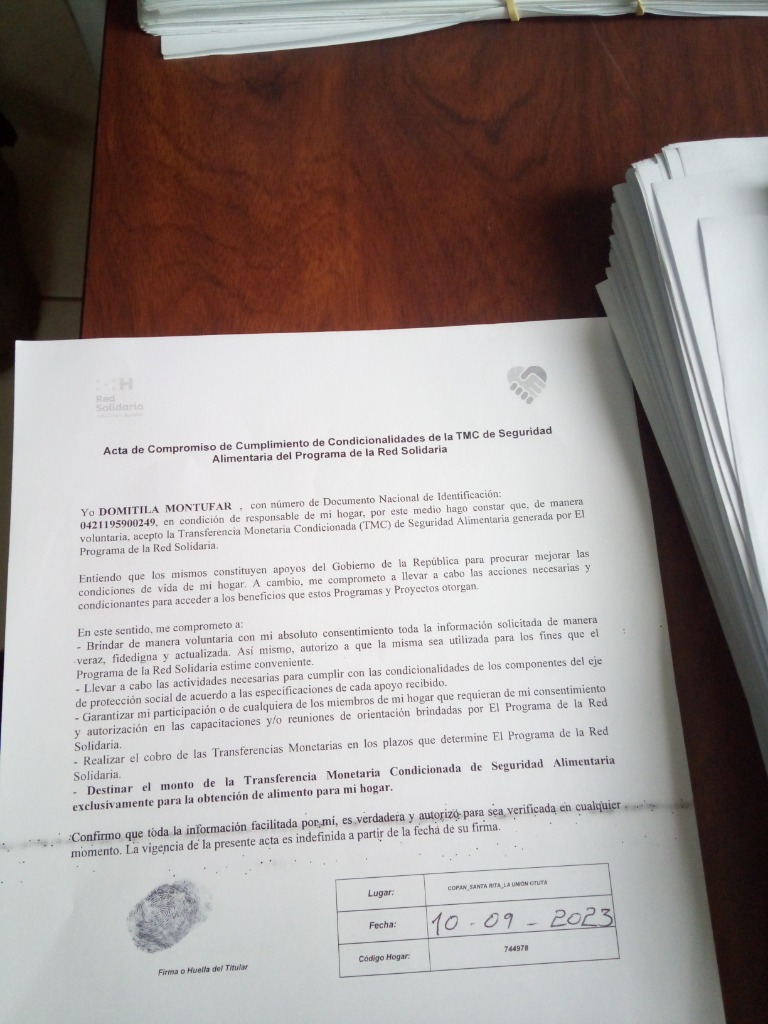 Red
Solidaria
Acta de Compromiso de Cumplimiento de Condicionalidades de la TMC de Seguridad
Alimentaria del Programa de la Red Solidaria
Yo DOMITILA MONTUFAR , con número de Documento Nacional de Identificación:
0421195900249, en condición de responsable de mi hogar, por este medio hago constar que, de manera
voluntaria, acepto la Transferencia Monetaria Condicionada (TMC) de Seguridad Alimentaria generada por El
Programa de la Red Solidaria.
Entiendo que los mismos constituyen apoyos del Gobierno de la República para procurar mejorar las
condiciones de vida de mi hogar. A cambio, me comprometo a llevar a cabo las acciones necesarias y
condicionantes para acceder a los beneficios que estos Programas y Proyectos otorgan.
En este sentido, me comprometo a:
- Brindar de manera voluntaria con mi absoluto consentimiento toda la información solicitada de manera
veraz, fidedigna y actualizada. Así mismo, autorizo a que la misma sea utilizada para los fines que el
Programa de la Red Solidaria estime conveniente.
- Llevar a cabo las actividades necesarias para cumplir con las condicionalidades de los componentes del eje
de protección social de acuerdo a las especificaciones de cada apoyo recibido.
- Garantizar mi participación o de cualquiera de los miembros de mi hogar que requieran de mi consentimiento
y autorización en las capacitaciones y/o reuniones de orientación brindadas por El Programa de la Red
Solidaria.
- Realizar el cobro de las Transferencias Monetarias en los plazos que determine El Programa de la Red
Solidaria.
- Destinar el monto de la Transferencia Monetaria Condicionada de Seguridad Alimentaria
exclusivamente para la obtención de alimento para mi hogar.
Confirmo que toda la información facilitada por mí, es verdadera y autorizo para sea verificada en cualquier
momento. La vigencia de la presente acta es indefinida a partir de la fecha de su firma.
Lugar: COPAN_SANTA RITA_LA UNION OTUTA
Fecha: 10-09-2023
Código Hogar: 744978
Firma o Huella del Titular